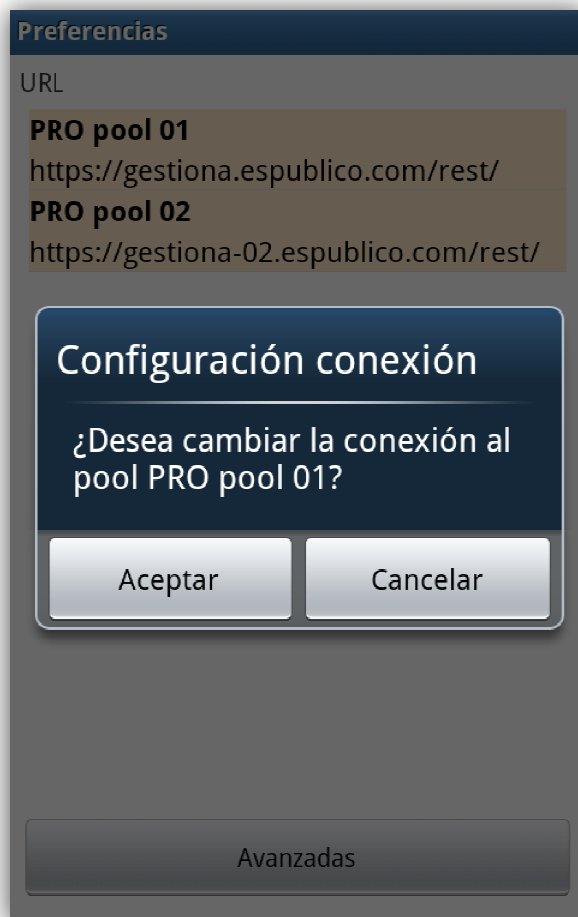 Preferencias
URL
PRO pool 01
https://gestiona.espublico.com/rest/
PRO pool 02
https://gestiona-02.espublico.com/rest/
Configuración conexión
¿Desea cambiar la conexión al
pool PRO pool 01?
Aceptar
Cancelar
Avanzadas